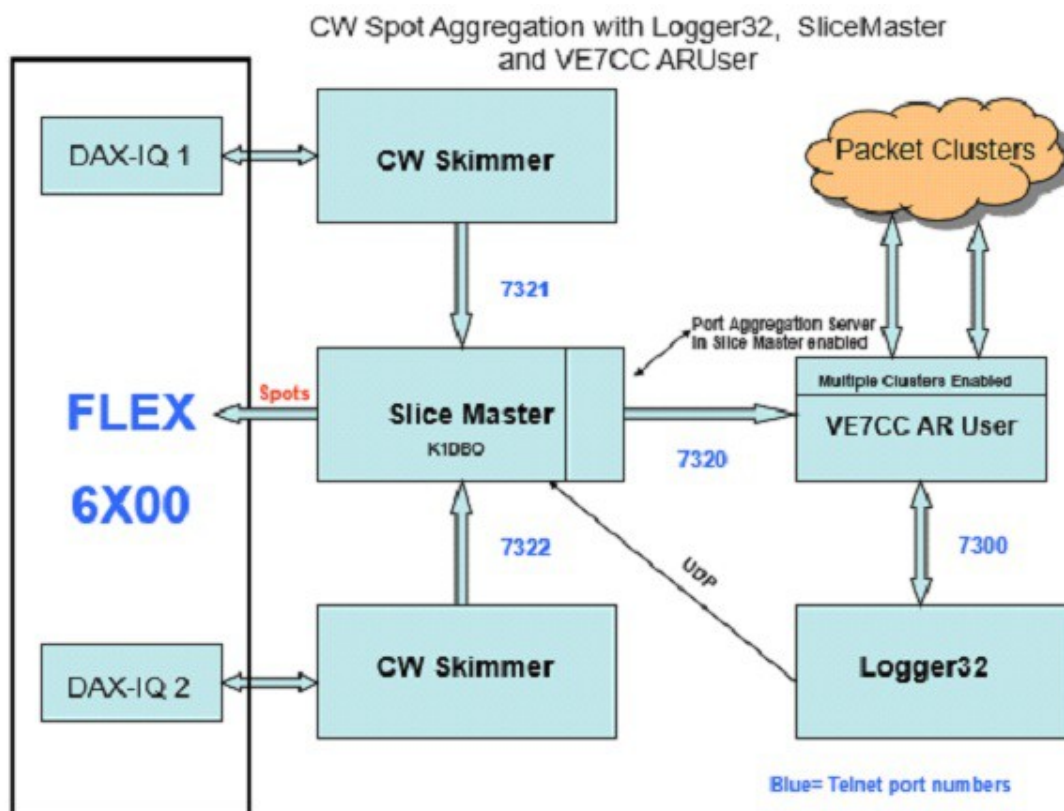 CW Spot Aggregation with Logger32, SliceMaster
and VE7CC ARUser
DAX-IQ 1
CW Skimmer
Packet Clusters
7321
Port Aggregation Server
In Slice Master enabled
FLEX
6X00
Spots
Slice Master
K1DBO
7320
Multiple Clusters Enabled
VE7CC AR User
7322
UDP
7300
DAX-IQ 2
CW Skimmer
Logger32
Blue= Telnet port numbers